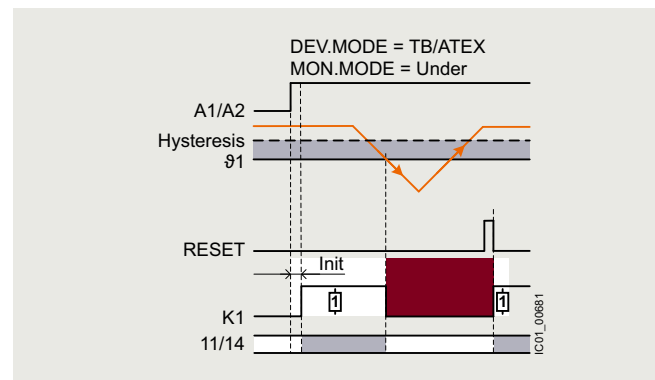 DEV.MODE = TB/ATEX
MON.MODE = Under
A1/A2
Hysteresis
ϑ1
RESET
Init
1
1
K1
11/14
IC01_00681